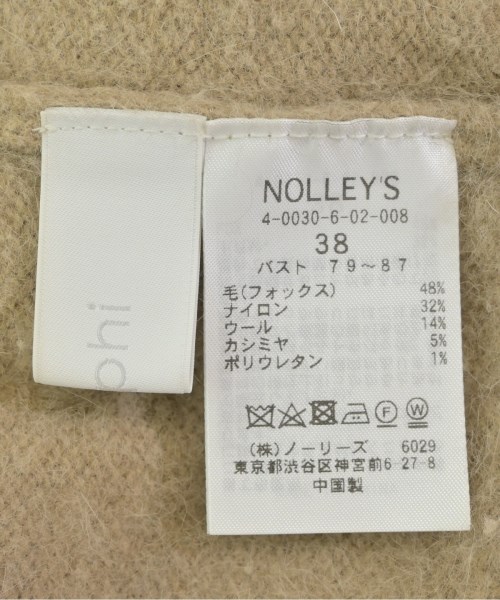 phi
NOLLEY'S
4-0030-6-02-008
38
バスト 79～87
毛(フォックス) 48%
ナイロン 32%
ウール 14%
カシミヤ 5%
ポリウレタン 1%
F W
(株)ノーリーズ 6029
東京都渋谷区神宮前6-27-8
中国製